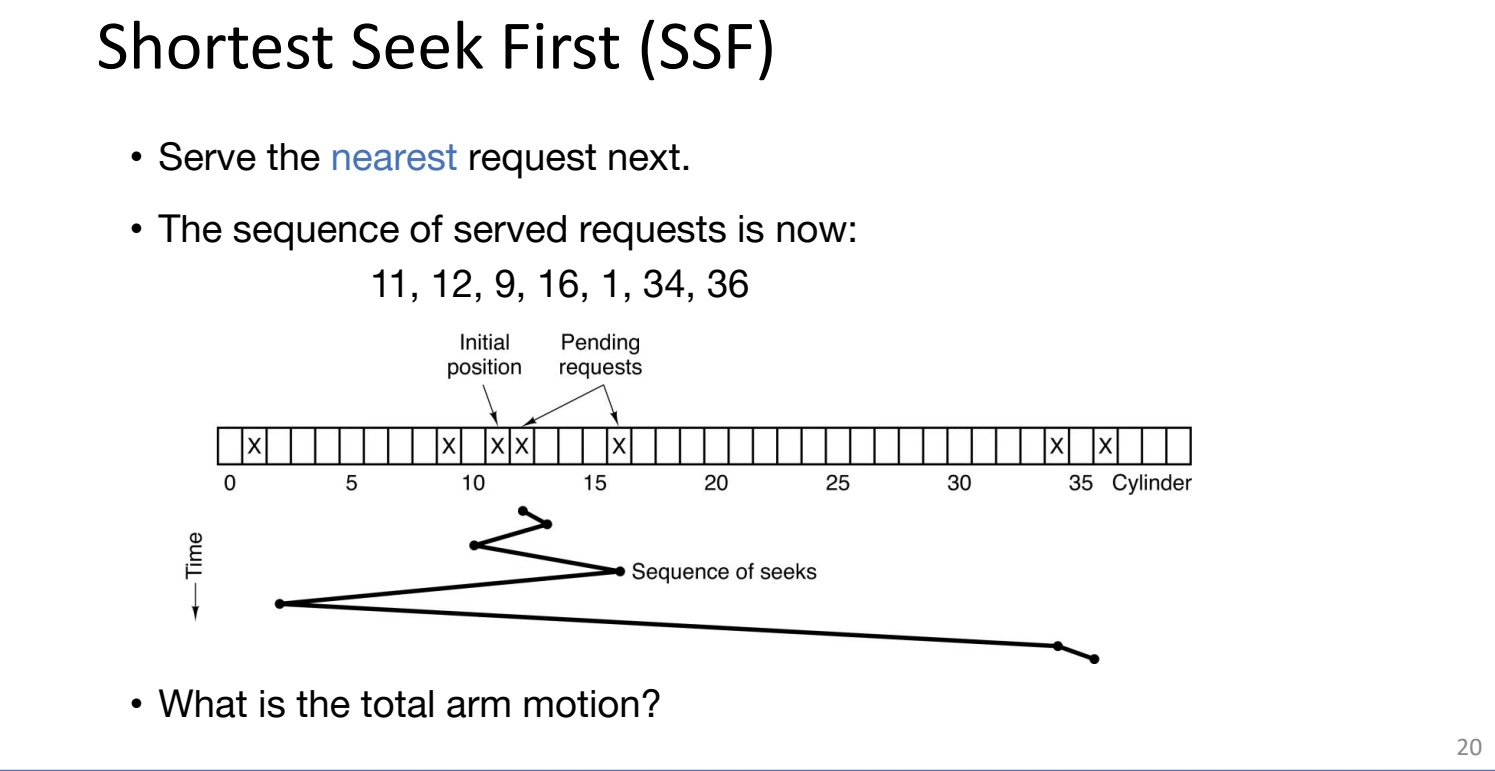 Shortest Seek First (SSF)
• Serve the nearest request next.
• The sequence of served requests is now:
11, 12, 9, 16, 1, 34, 36
Initial position
Pending requests
X X X X X X X
0 5 10 15 20 25 30 35 Cylinder
Time
Sequence of seeks
• What is the total arm motion?
20